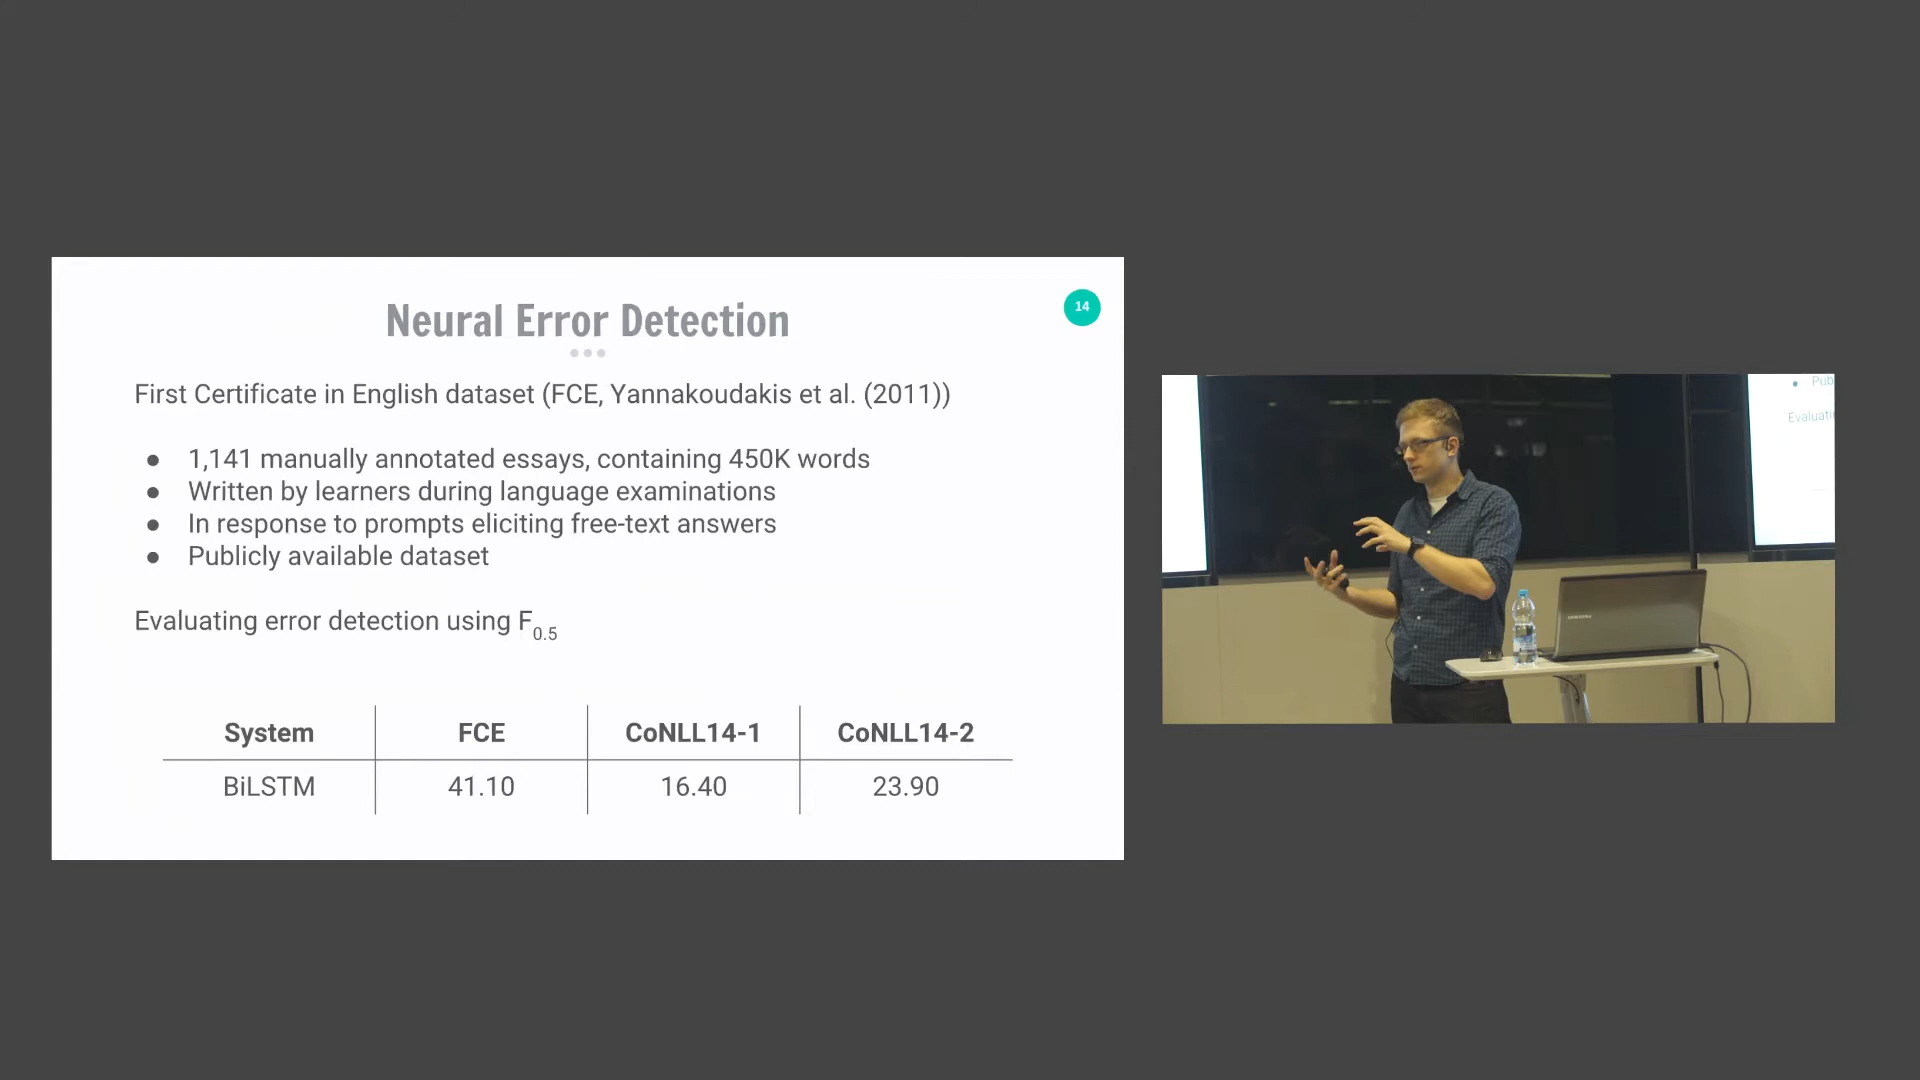 Neural Error Detection
14
First Certificate in English dataset (FCE, Yannakoudakis et al. (2011))
● 1,141 manually annotated essays, containing 450K words
● Written by learners during language examinations
● In response to prompts eliciting free-text answers
● Publicly available dataset
Evaluating error detection using F0.5
System FCE CoNLL14-1 CoNLL14-2
BiLSTM 41.10 16.40 23.90
● Pub
Evaluati
SAMSUNG